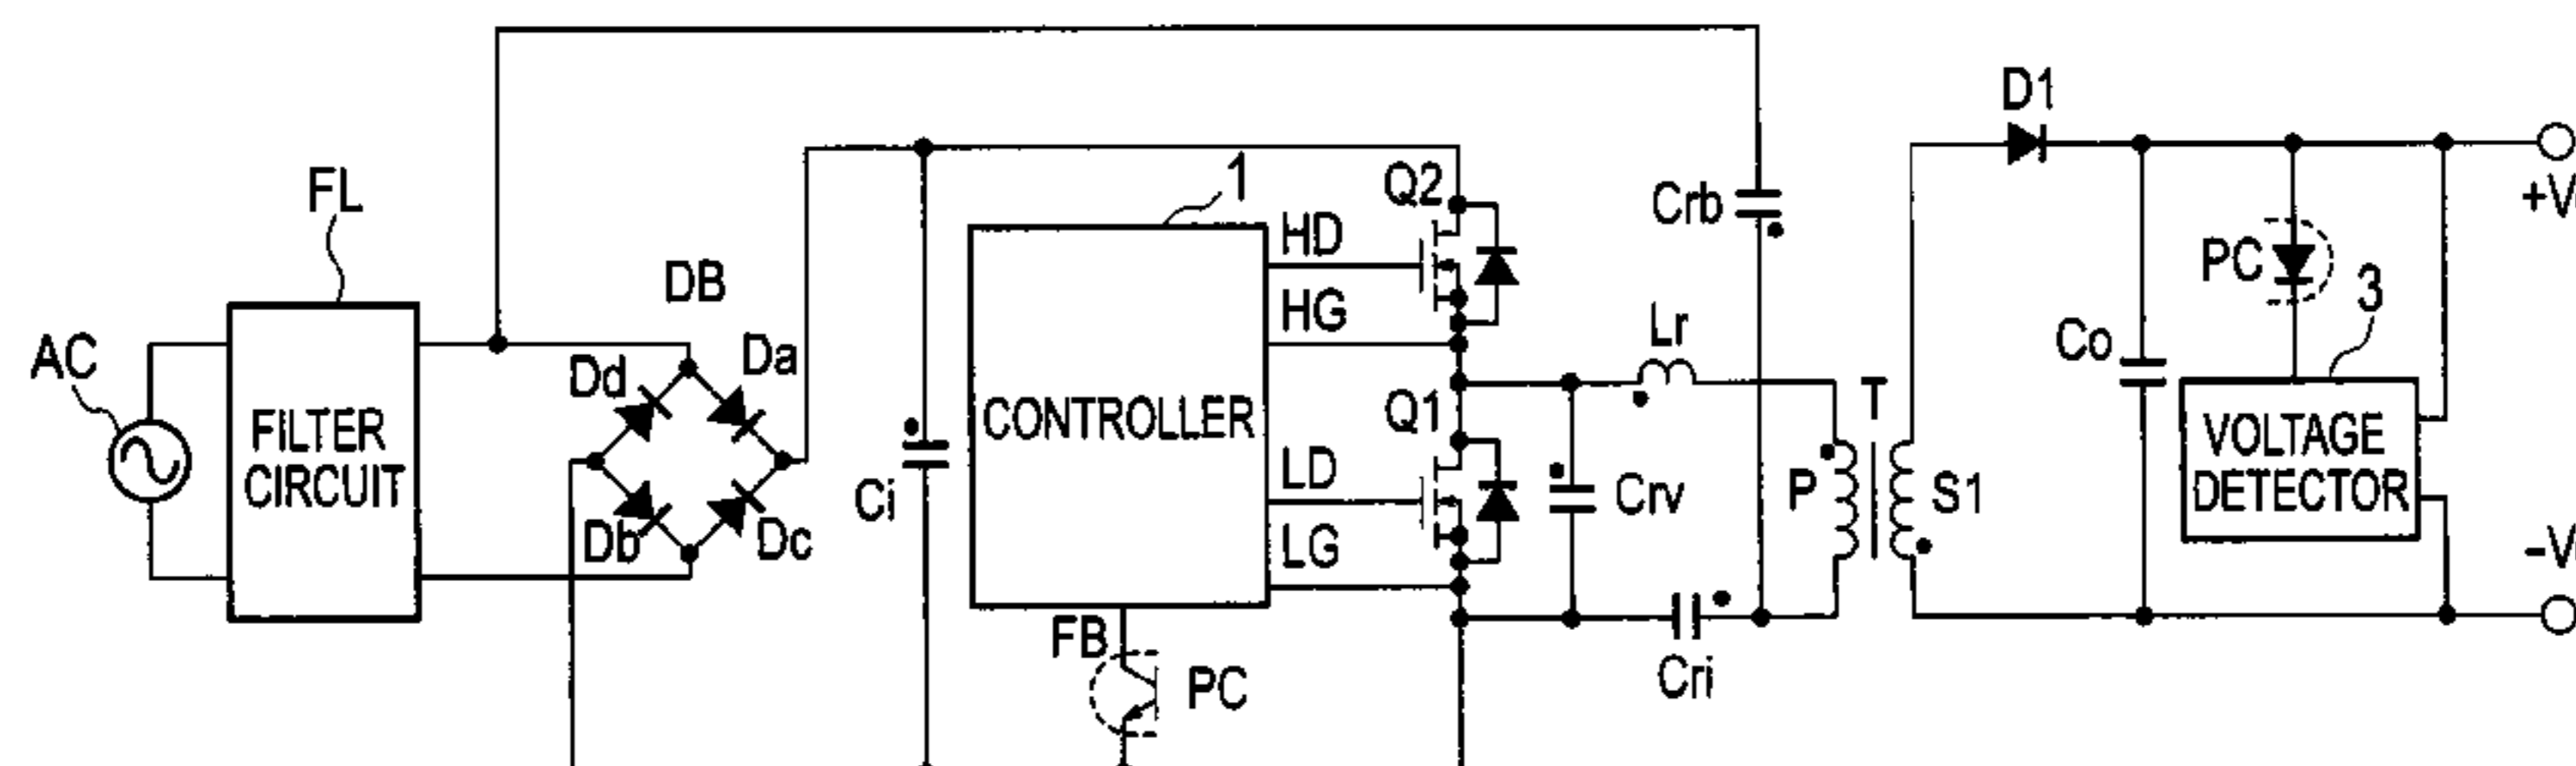 D1
FL
1
Q2
Crb
+V
HD
DB
PC
3
HG
Lr
AC
Dd
Da
Co
T
FILTER
CIRCUIT
CONTROLLER
Q1
VOLTAGE
DETECTOR
Ci
LD
Crv
P
S1
Db
Dc
LG
-V
FB
PC
Cri